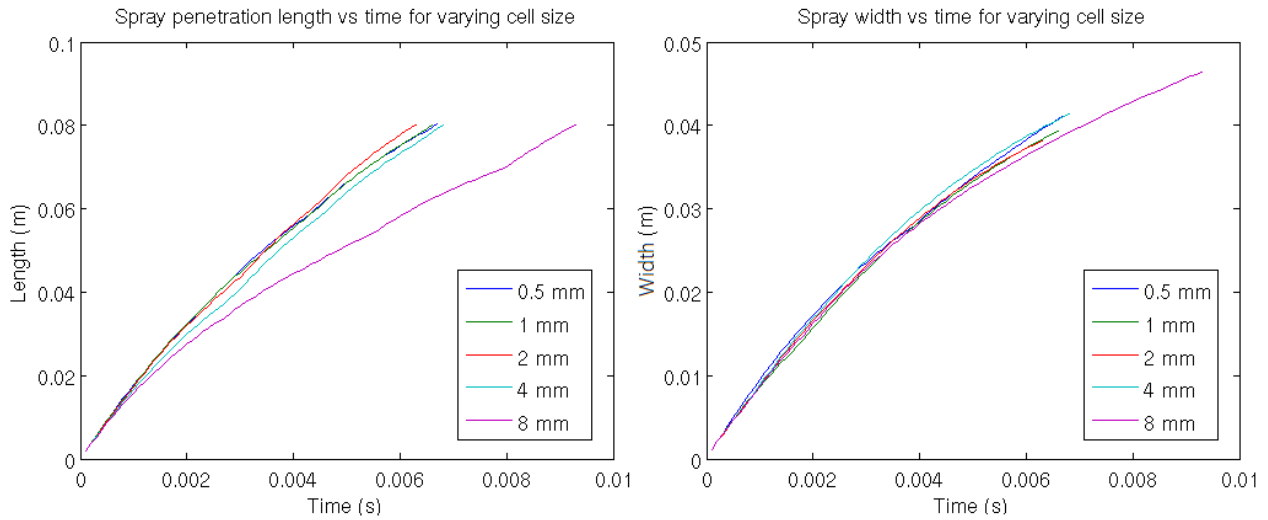 Spray penetration length vs time for varying cell size
0.1
0.08
0.06
0.04
0.02
0
Length (m)
0
0.002
0.004
0.006
0.008
0.01
Time (s)
0.5 mm
1 mm
2 mm
4 mm
8 mm
Spray width vs time for varying cell size
0.05
0.04
0.03
0.02
0.01
0
Width (m)
0
0.002
0.004
0.006
0.008
0.01
Time (s)
0.5 mm
1 mm
2 mm
4 mm
8 mm